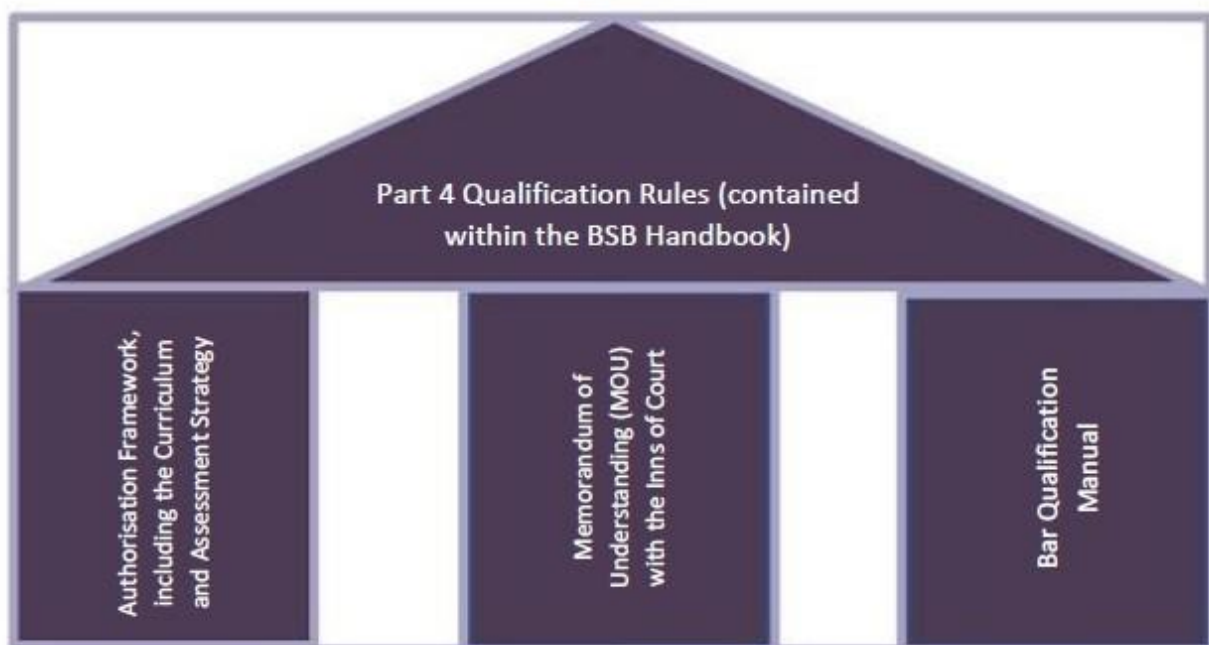 Part 4 Qualification Rules (contained
within the BSB Handbook)
Authorisation Framework,
including the Curriculum
and Assessment Strategy
Memorandum of
Understanding (MOU)
with the Inns of Court
Bar Qualification
Manual